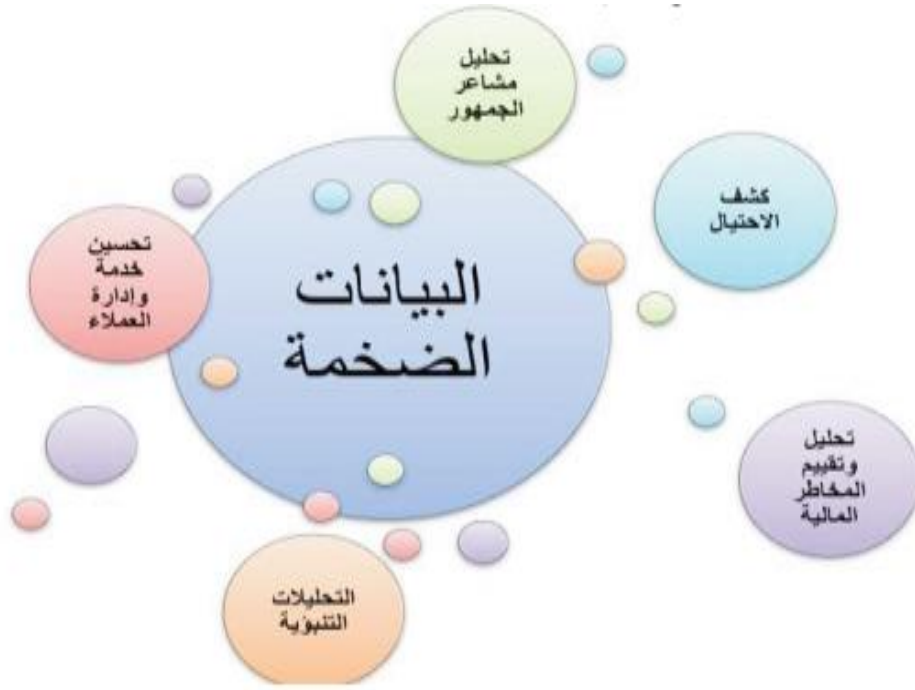 تحليل
مشاعر
الجمهور
كشف
الاحتيال
تحسين
خدمة
وإدارة
العملاء
البيانات
الضخمة
تحليل
وتقييم
المخاطر
المالية
التحليلات
التنبؤية